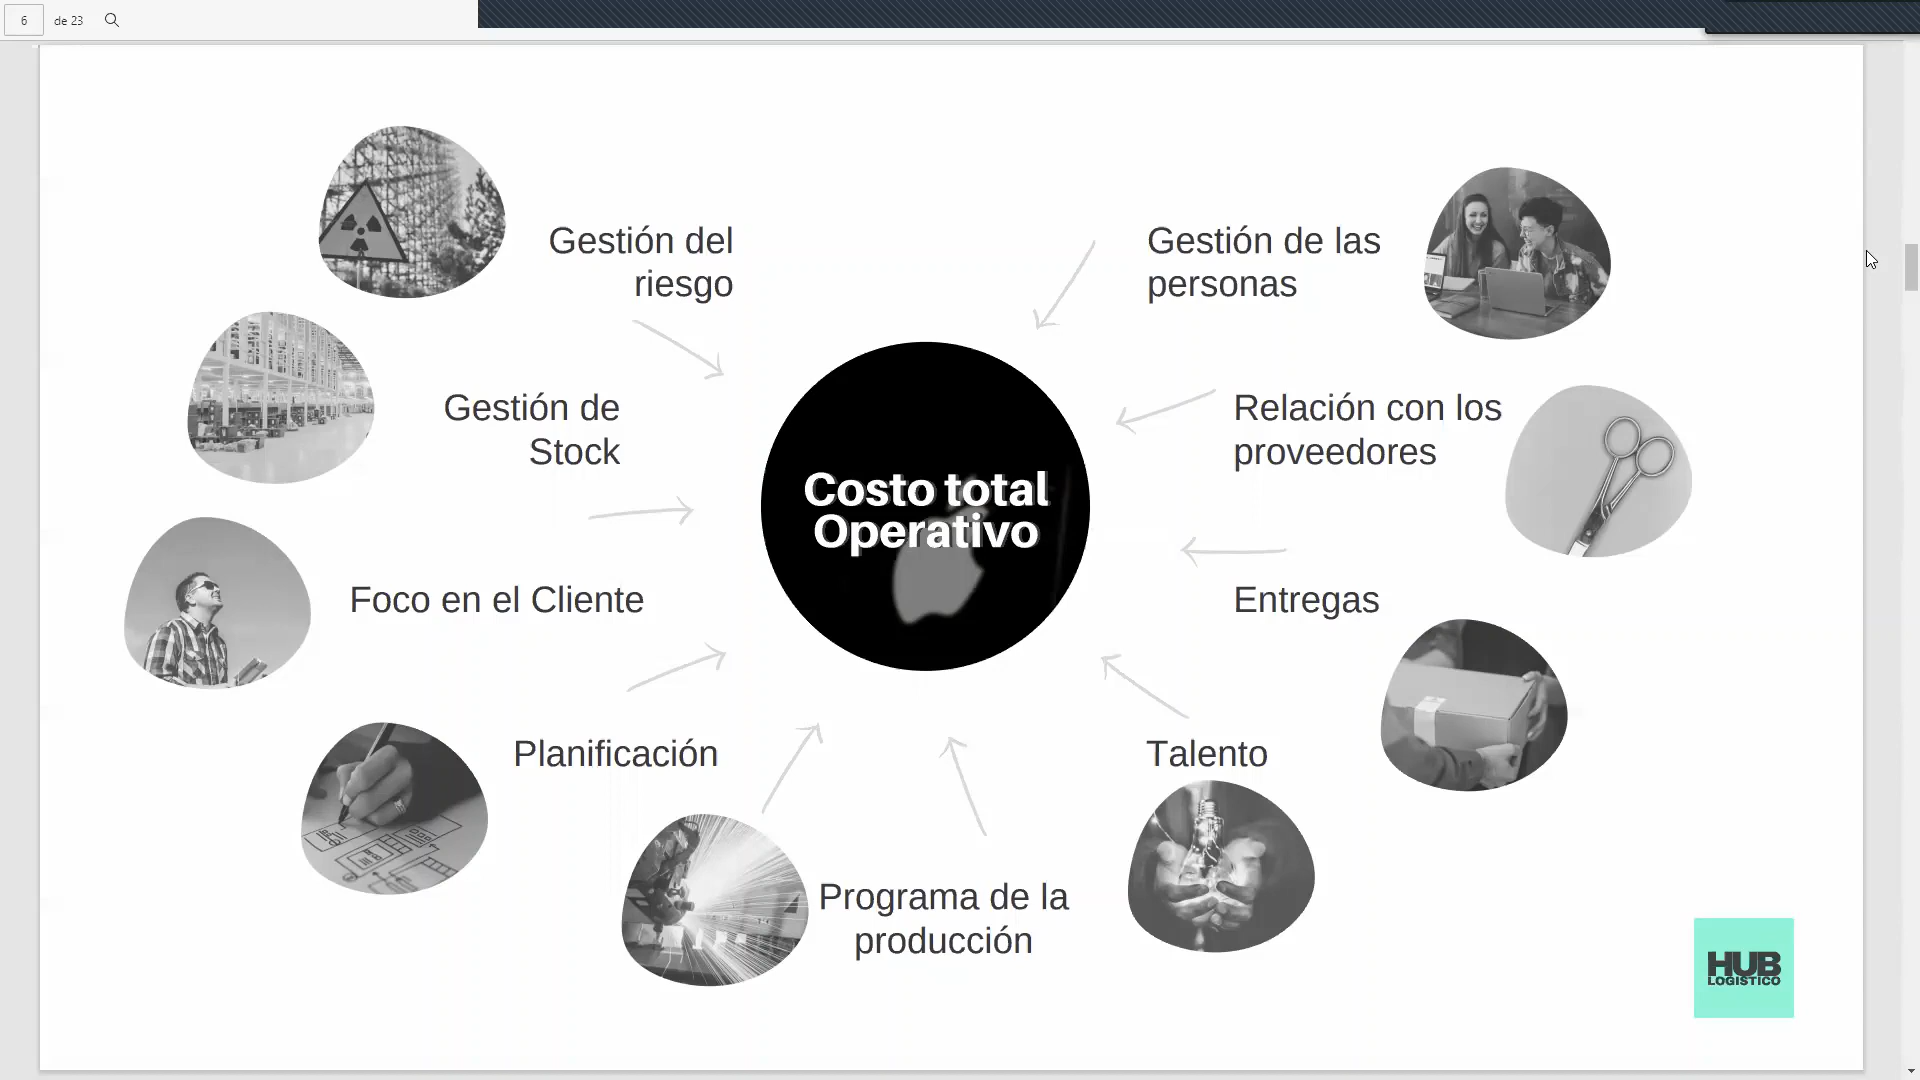 6 de 23
Gestión del
riesgo
Gestión de las
personas
Gestión de
Stock
Relación con los
proveedores
Costo total
Operativo
Foco en el Cliente
Entregas
Planificación
Talento
Programa de la
producción
HUB
LOGISTICO